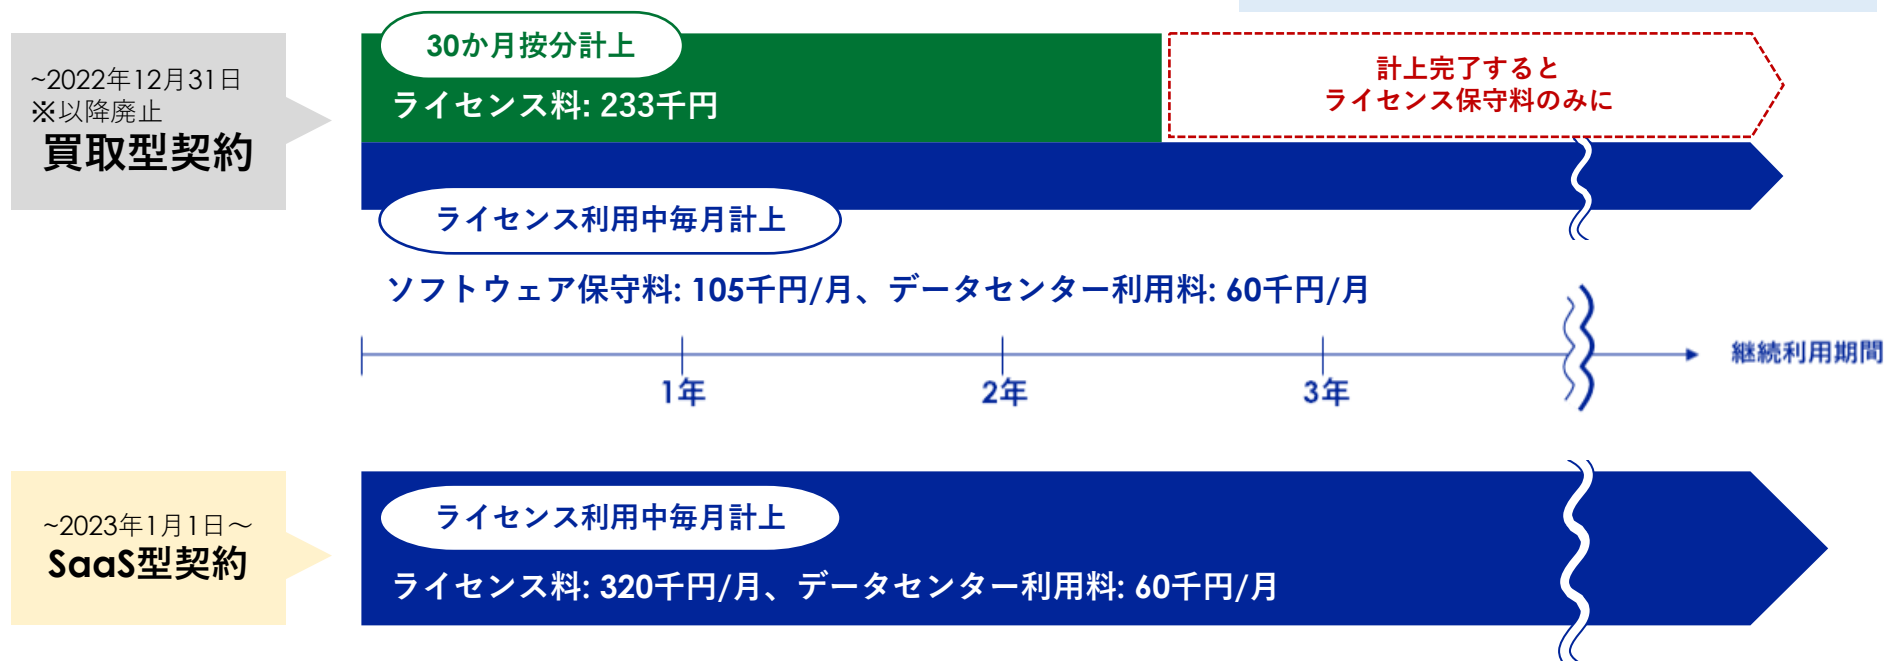 ~2022年12月31日
※以降廃止
買取型契約
30か月按分計上
ライセンス料: 233千円
計上完了すると
ライセンス保守料のみに
ライセンス利用中毎月計上
ソフトウェア保守料: 105千円/月、データセンター利用料: 60千円/月
1年
2年
3年
継続利用期間
~2023年1月1日～
SaaS型契約
ライセンス利用中毎月計上
ライセンス料: 320千円/月、データセンター利用料: 60千円/月